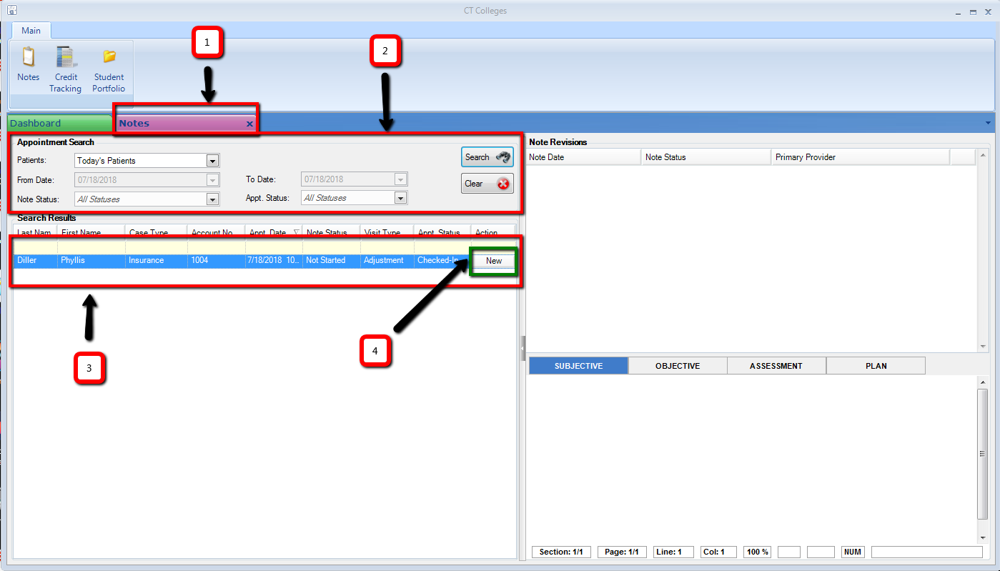 CT Colleges
Main
1
2
Notes
Credit
Tracking
Student
Portfolio
Dashboard
Notes x
Appointment Search
Patients: Today's Patients
Search
From Date: 07/18/2018
To Date: 07/18/2018
Clear
Note Status: All Statuses
Appt. Status: All Statuses
Search Results
Last Nam First Name Case Type Account No Appt. Date Note Status Visit Type Appt. Status Action
Diller Phyllis Insurance 1004 7/18/2018 10... Not Started Adjustment Checked-In New
3
4
Note Revisions
Note Date Note Status Primary Provider
SUBJECTIVE OBJECTIVE ASSESSMENT PLAN
Section: 1/1 Page: 1/1 Line: 1 Col: 1 100 % NUM